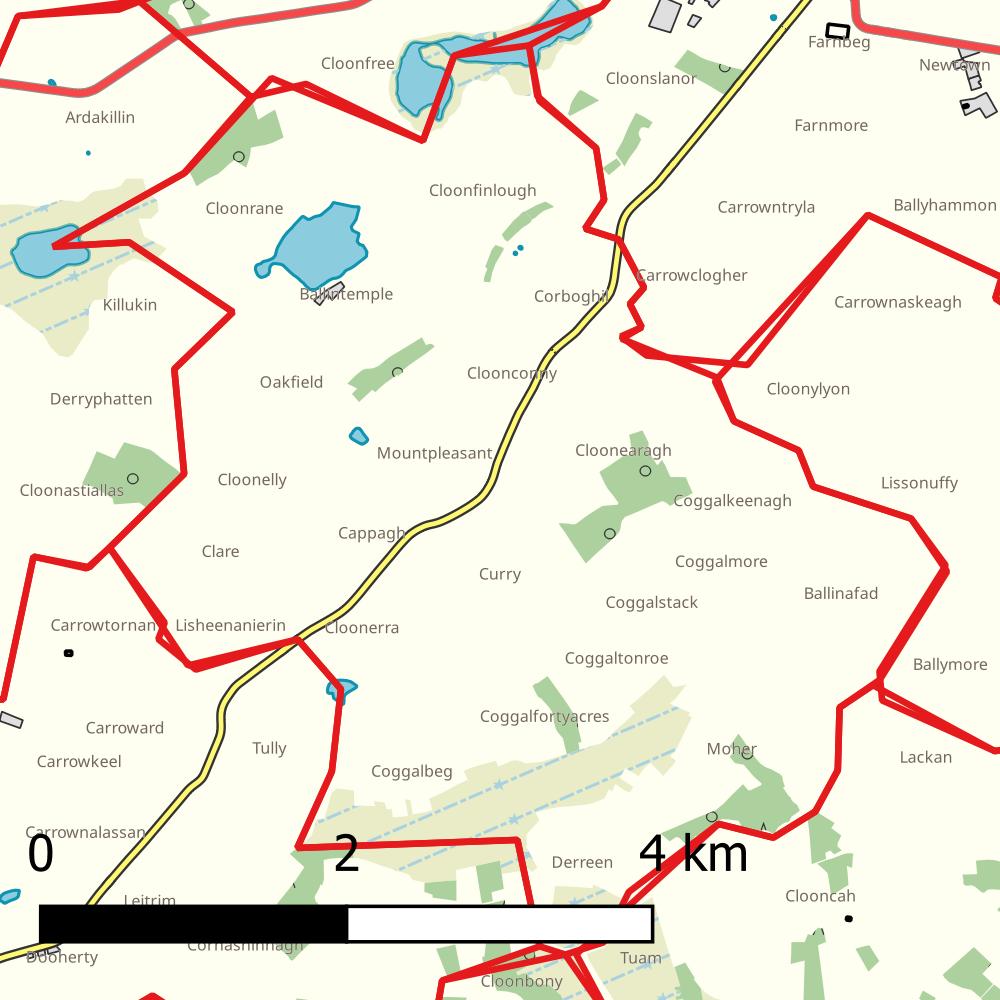 Farnbeg
Cloonfree
Newtown
Cloonslanor
Ardakillin
Farnmore
Cloonfinlough
Cloonrane
Carrowntryla
Ballyhammon
Carrowclogher
Ballintemple
Corboghil
Killukin
Carrownaskeagh
Clooncony
Oakfield
Cloonylyon
Derryphatten
Cloonearagh
Mountpleasant
Cloonelly
Lissonuffy
Cloonastiallas
Coggalkeenagh
Cappagh
Clare
Coggalmore
Curry
Ballinafad
Coggalstack
Carrowtornan
Lisheenanierin
Cloonerra
Coggaltonroe
Ballymore
Coggalfortyacres
Carroward
Tully
Moher
Lackan
Carrowkeel
Coggalbeg
Carrownalassan
0 2 4 km
Derreen
Clooncah
Leitrim
Cornashinnagh
Dooherty
Tuam
Cloonbony